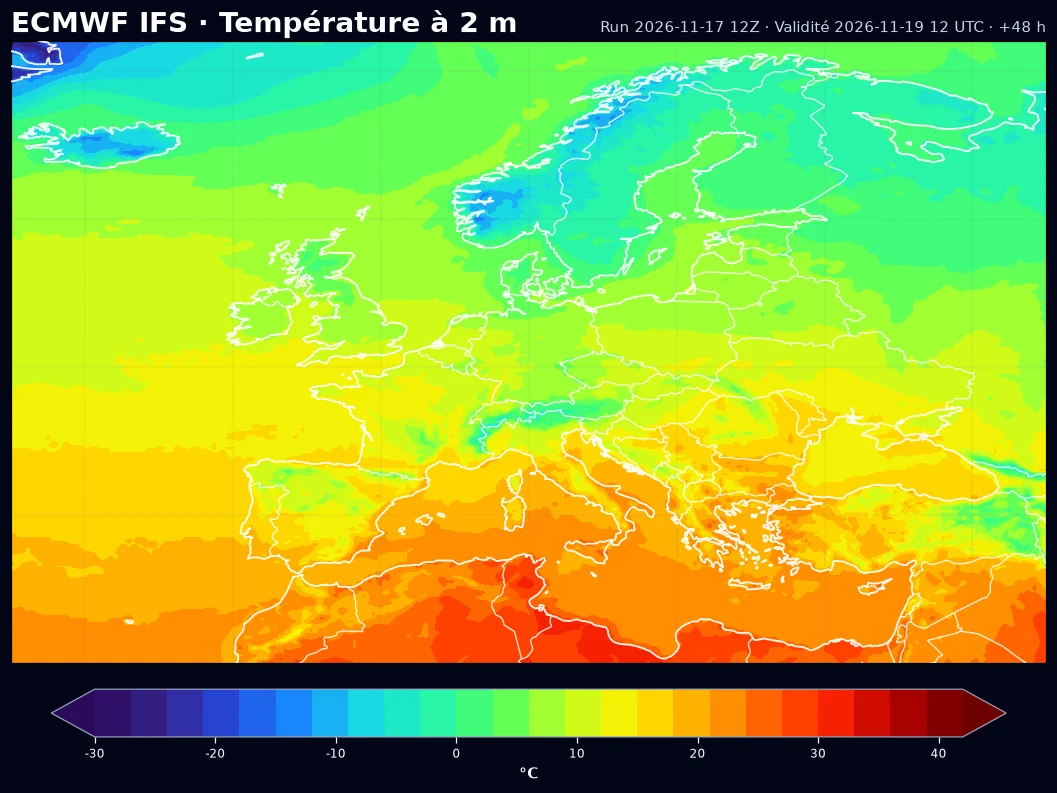 ECMWF IFS · Température à 2 m
Run 2026-11-17 12Z · Validité 2026-11-19 12 UTC · +48 h
-30 -20 -10 0 10 20 30 40
°C